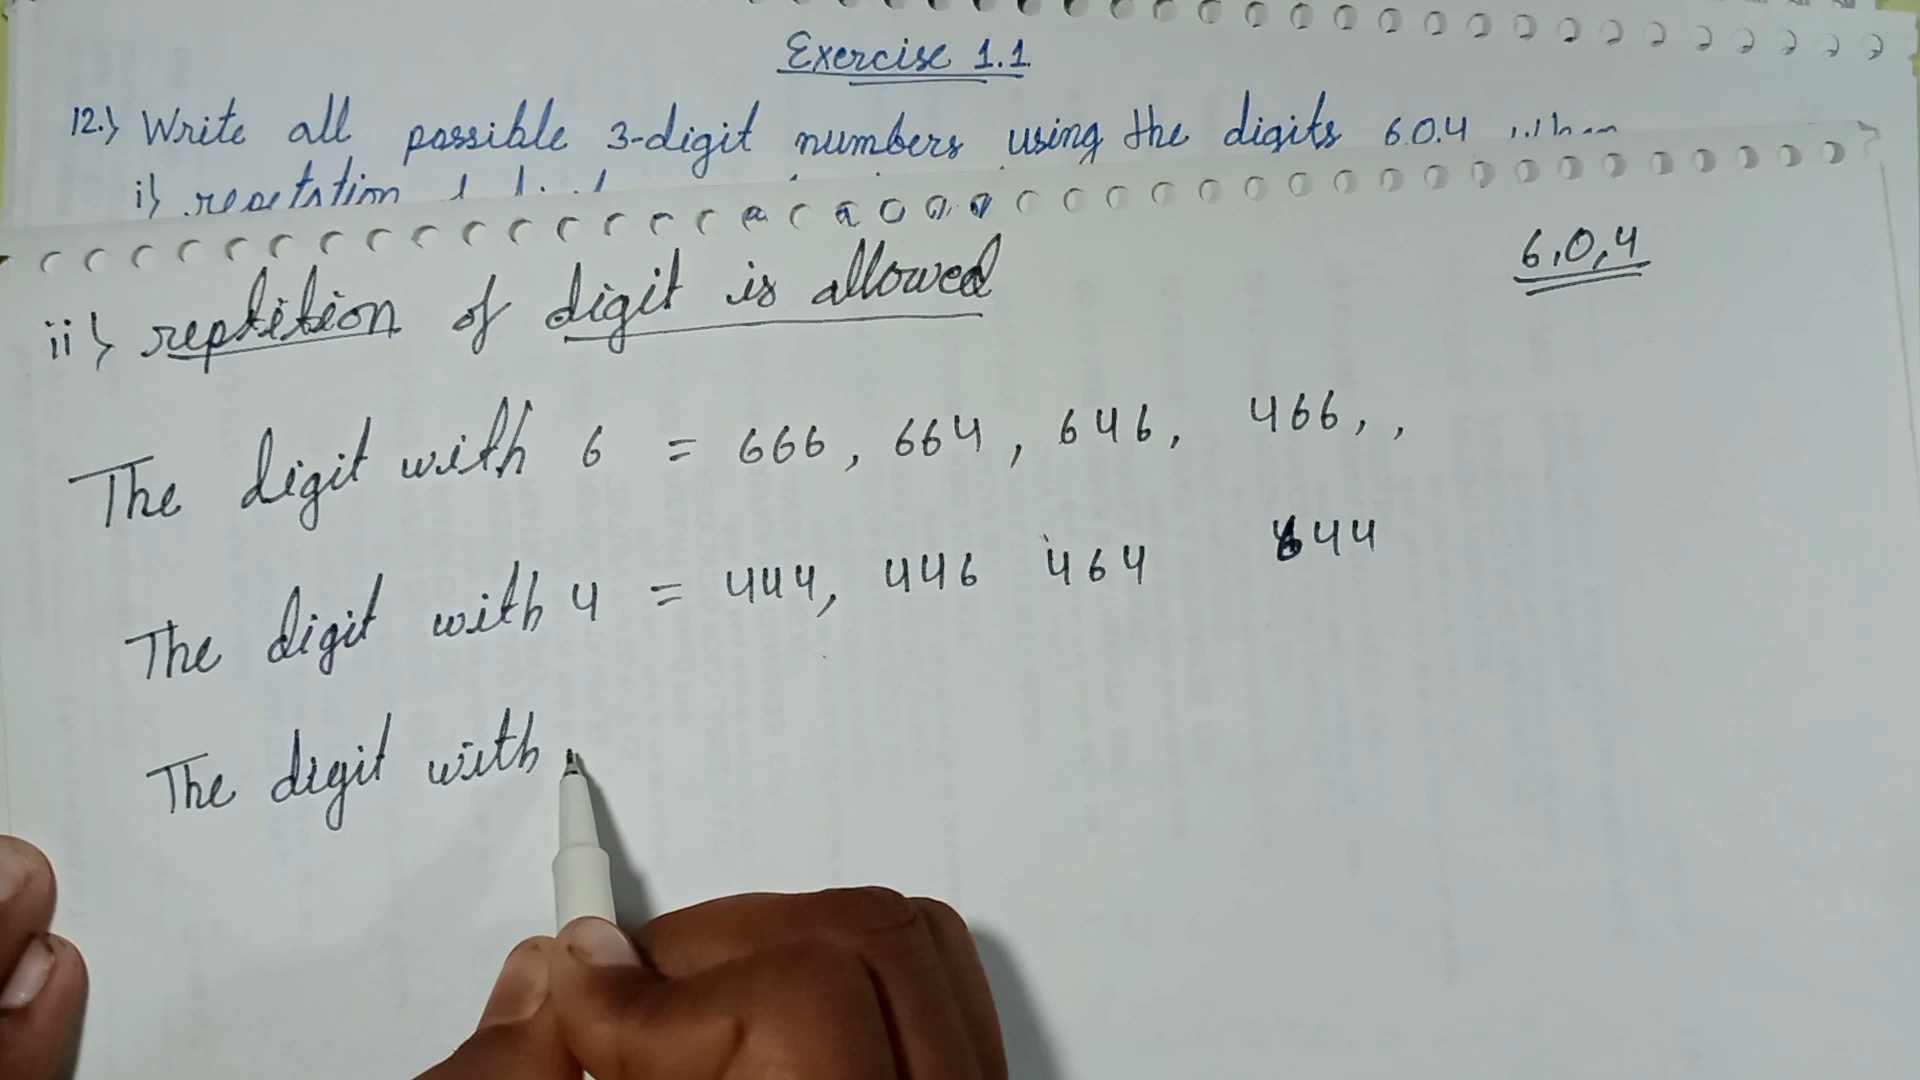 Exercise 1.1
12.) Write all possible 3-digit numbers using the digits 6.0.4
i)
6,0,4
ii) reptition of digit is allowed
The digit with 6 = 666, 664, 646, 466, ,
The digit with 4 = 444, 446 464 644
The digit with